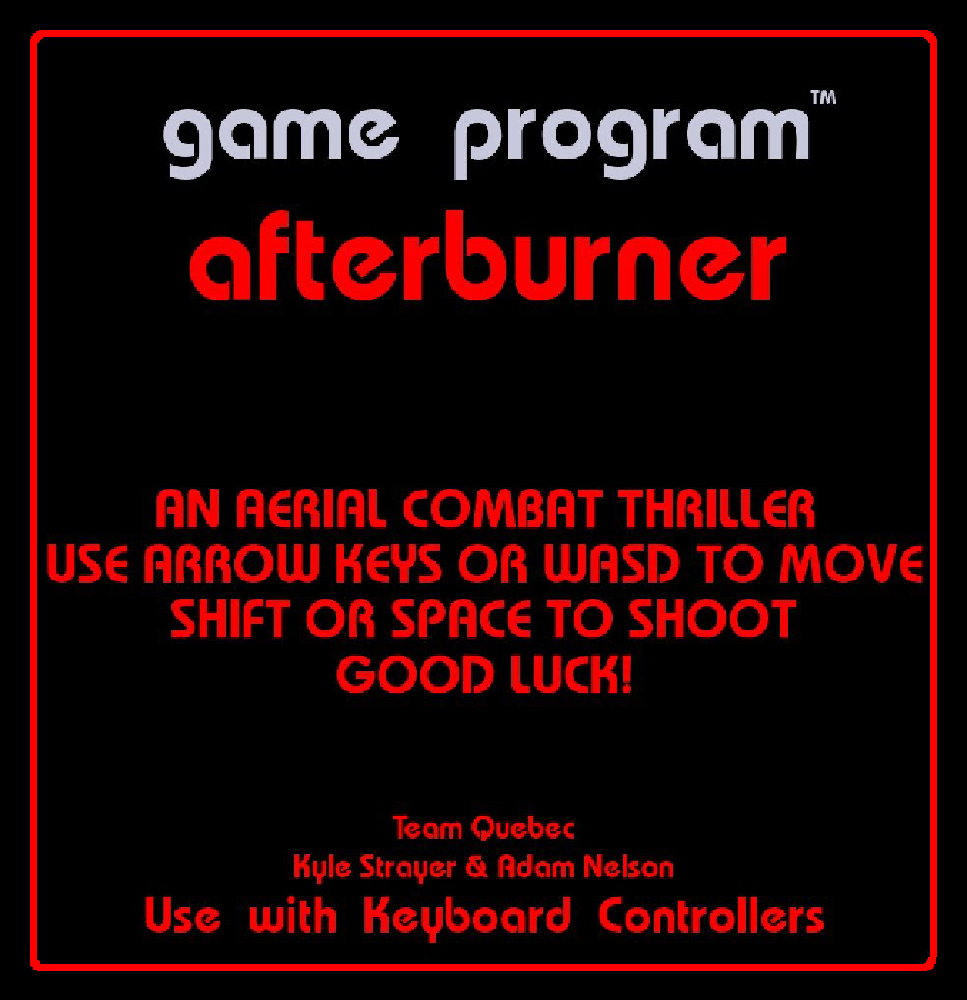 game program™
afterburner
AN AERIAL COMBAT THRILLER
USE ARROW KEYS OR WASD TO MOVE
SHIFT OR SPACE TO SHOOT
GOOD LUCK!
Team Quebec
Kyle Strayer & Adam Nelson
Use with Keyboard Controllers